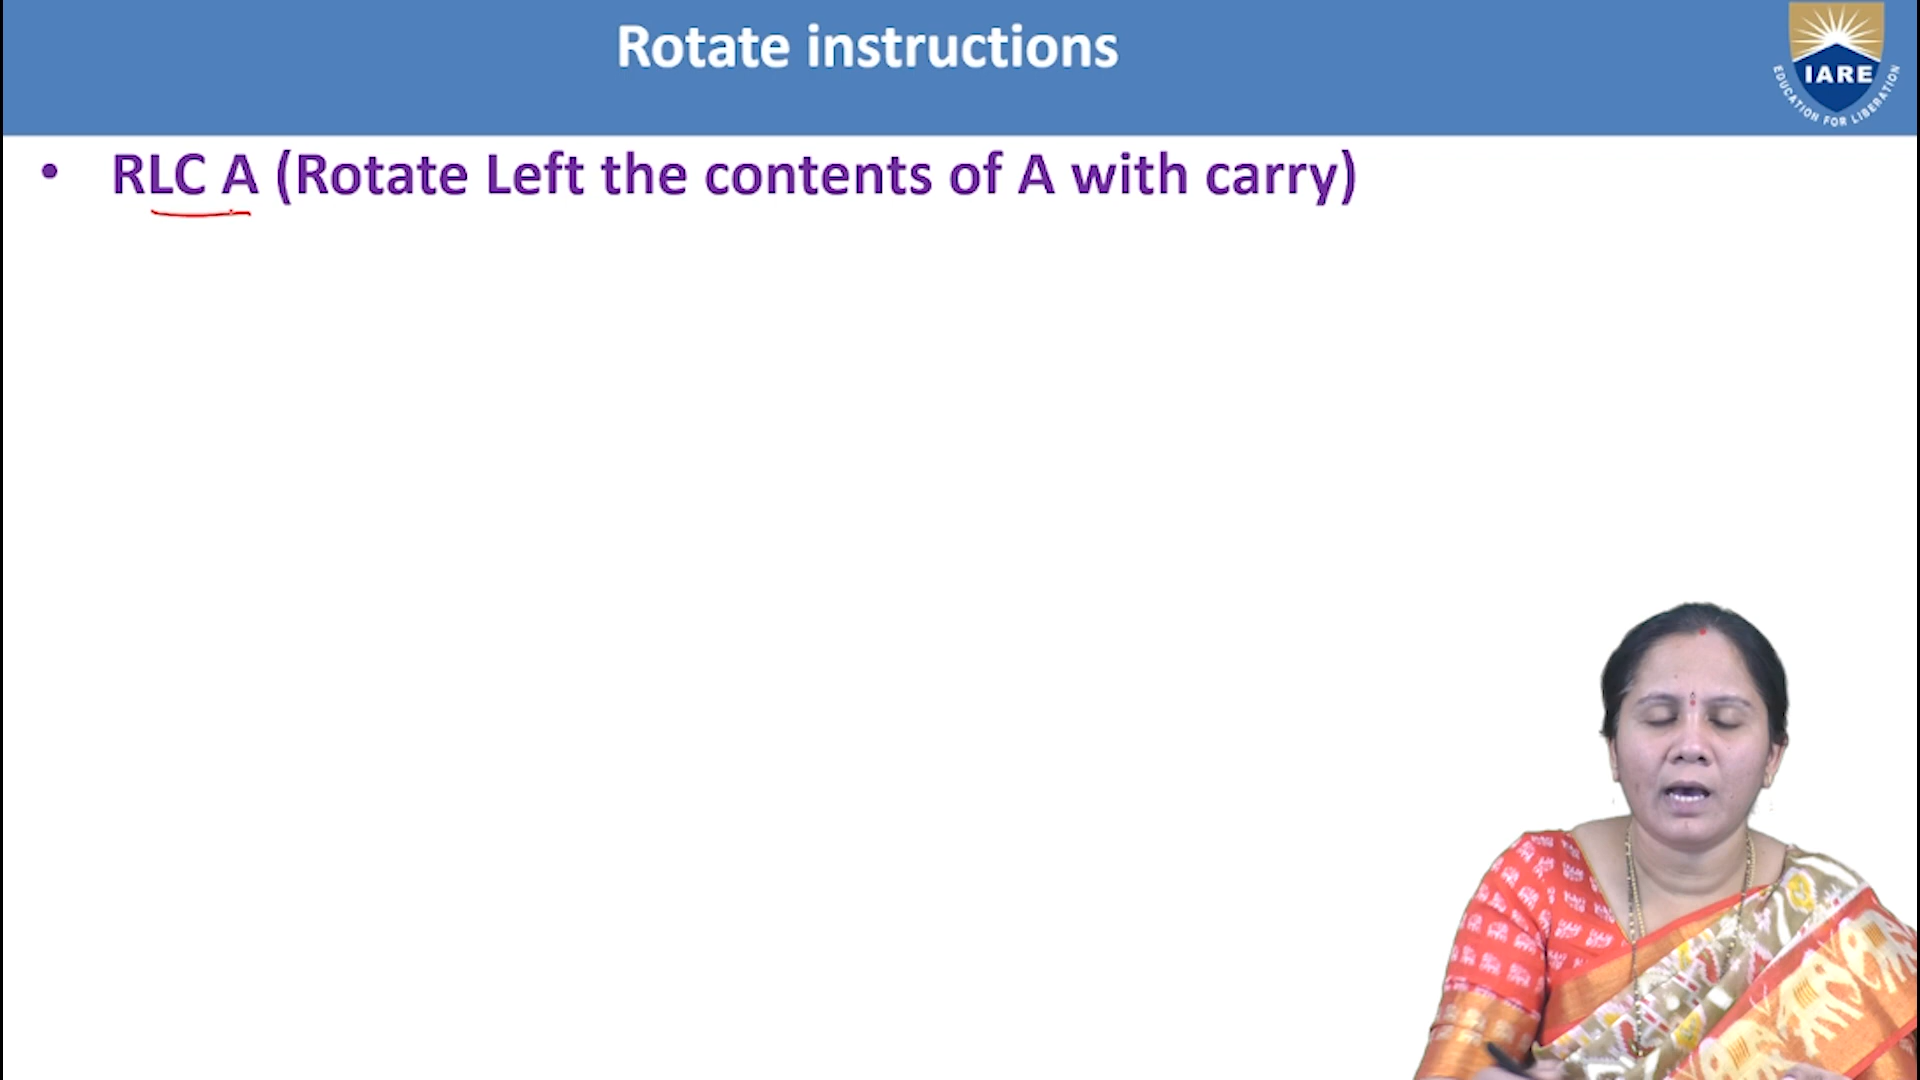 Rotate instructions
IARE
EDUCATION FOR LIBERATION
• RLC A (Rotate Left the contents of A with carry)